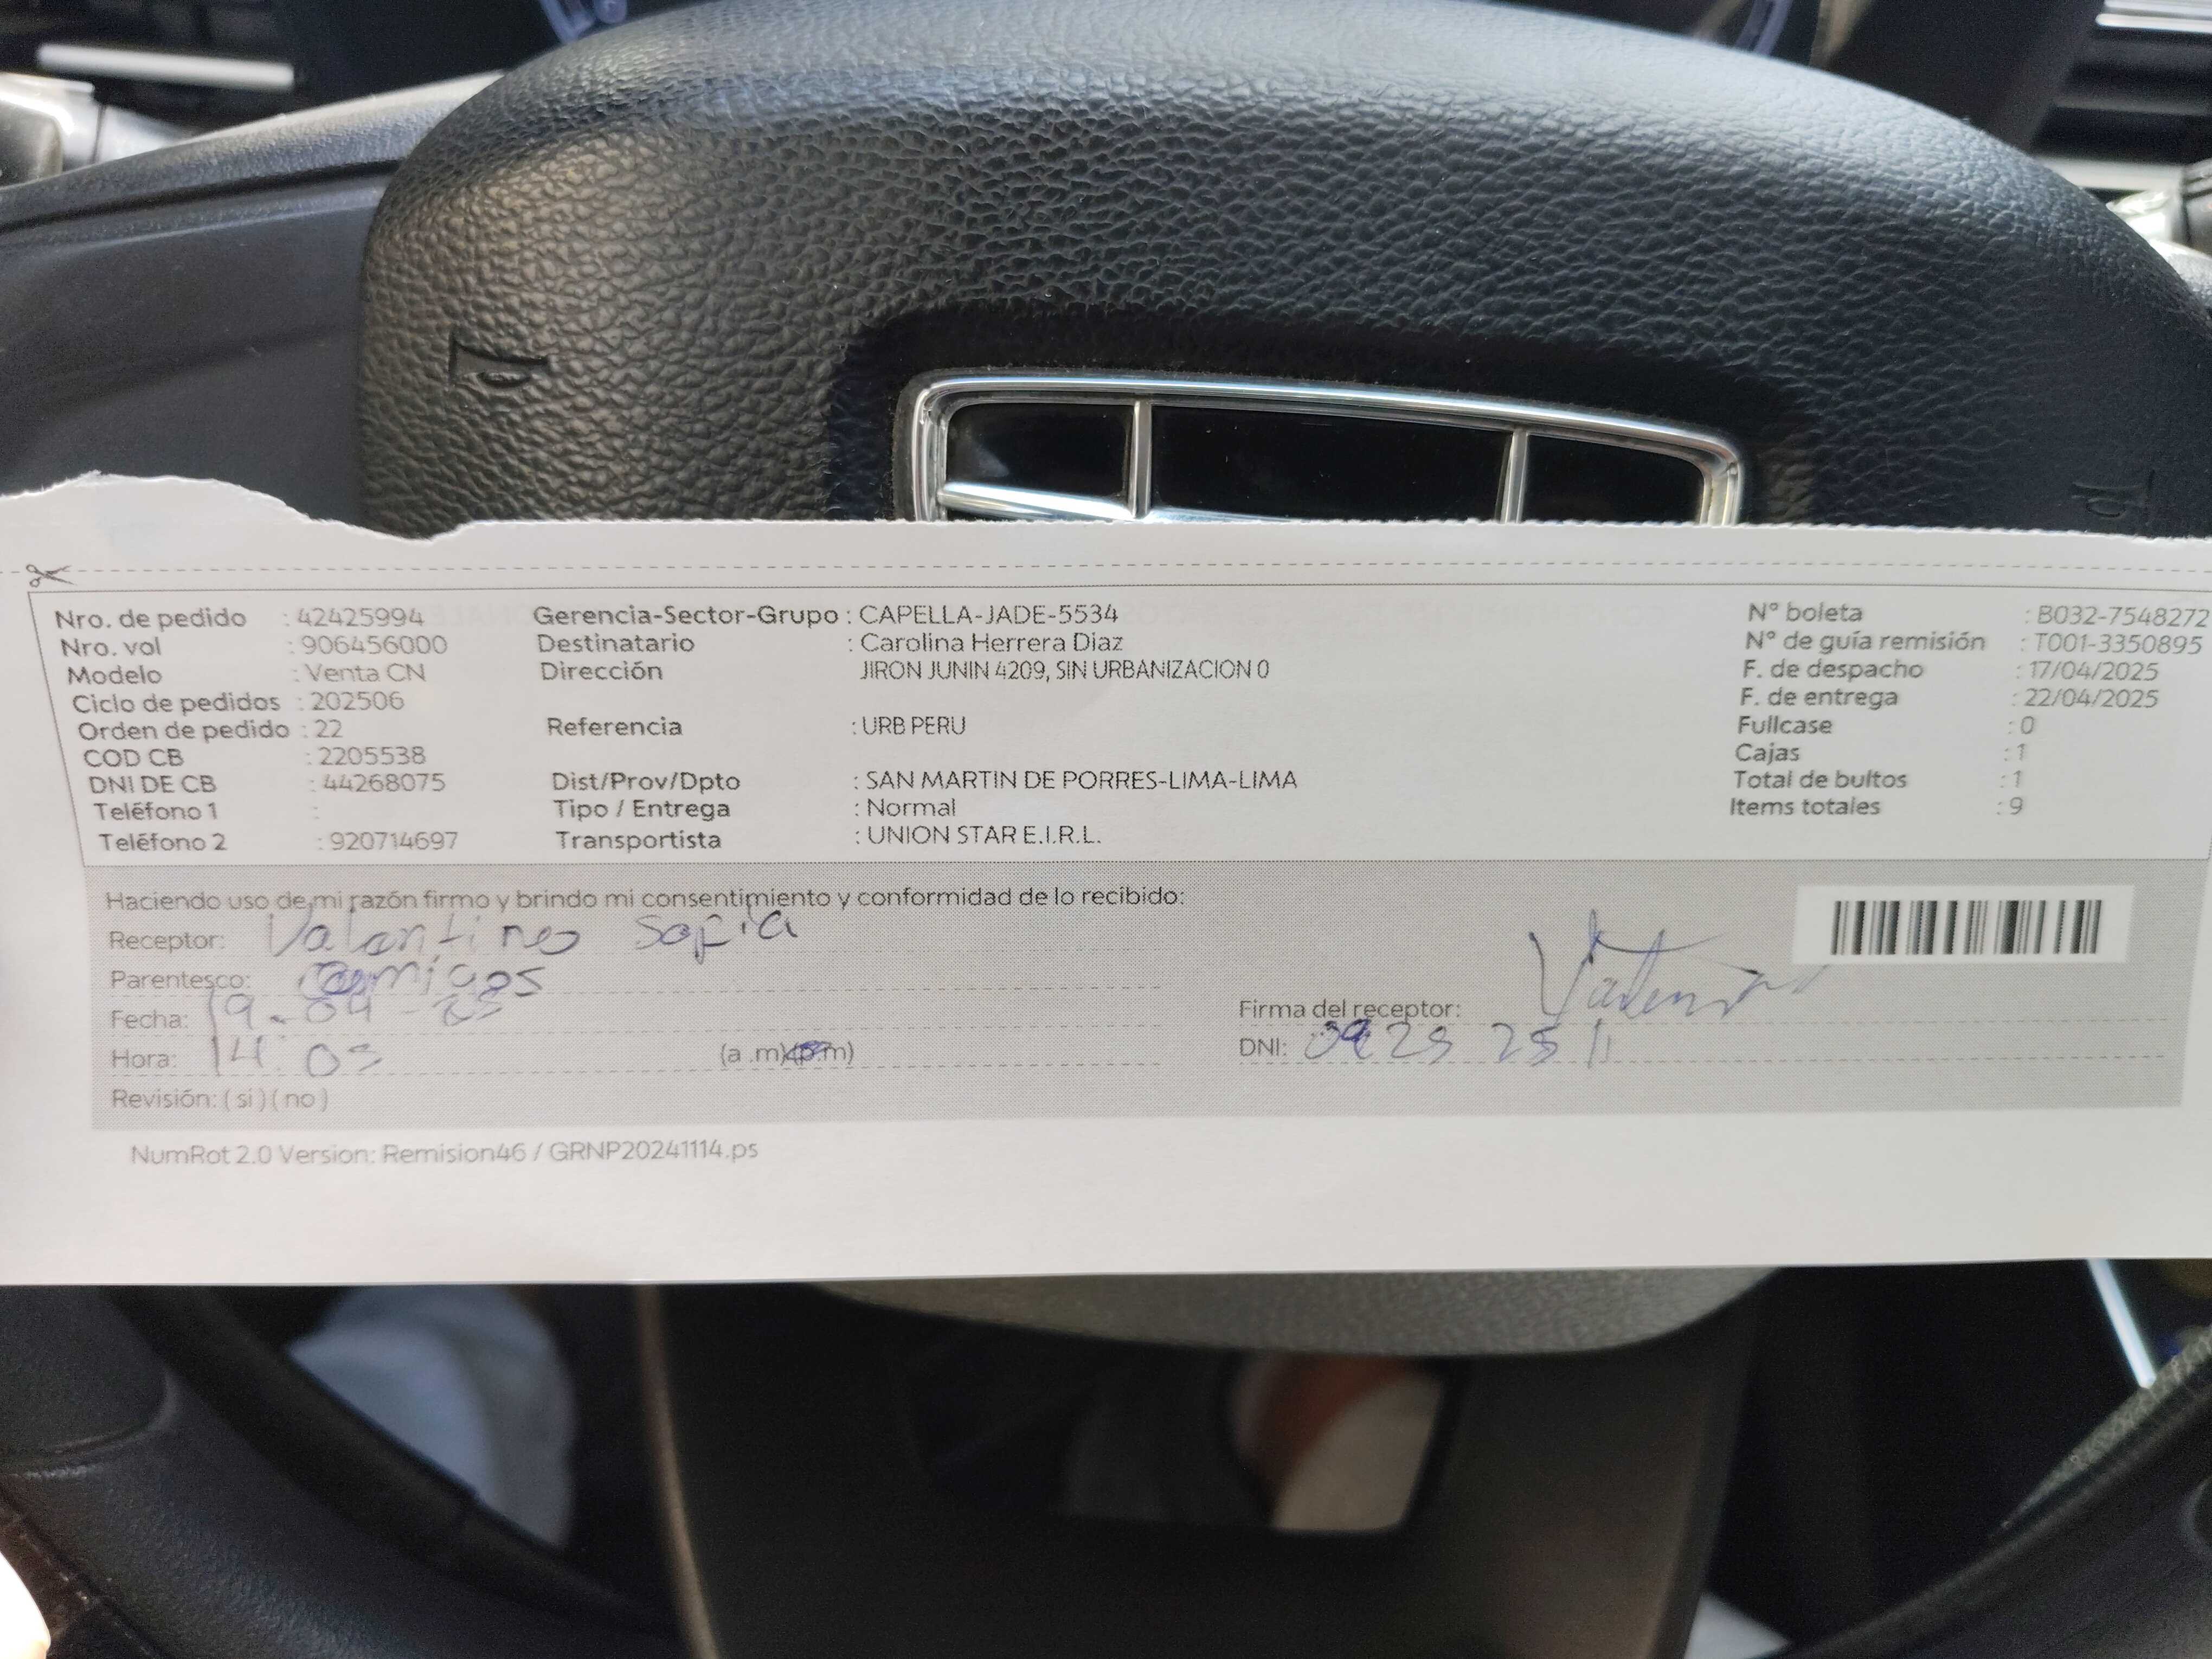 Nro. de pedido : 42425994 Gerencia-Sector-Grupo : CAPELLA-JADE-5534 N° boleta : B032-7548272
Nro. vol : 906456000 Destinatario : Carolina Herrera Diaz N° de guía remisión : T001-3350895
Modelo : Venta CN Dirección JIRON JUNIN 4209, SIN URBANIZACION 0 F. de despacho : 17/04/2025
Ciclo de pedidos : 202506 F. de entrega : 22/04/2025
Orden de pedido : 22 Referencia : URB PERU Fullcase : 0
COD CB : 2205538 Cajas : 1
DNI DE CB : 44268075 Dist/Prov/Dpto : SAN MARTIN DE PORRES-LIMA-LIMA Total de bultos : 1
Teléfono 1 : Tipo / Entrega : Normal Items totales : 9
Teléfono 2 : 920714697 Transportista : UNION STAR E.I.R.L.
Haciendo uso de mi razón firmo y brindo mi consentimiento y conformidad de lo recibido:
Receptor: Sofia
Parentesco:
Fecha: 19-04-25 Firma del receptor:
Hora: 14:03 (a .m)(p.m) DNI:
Revisión: ( si ) ( no )
NumRot 2.0 Version: Remision46 / GRNP20241114.ps